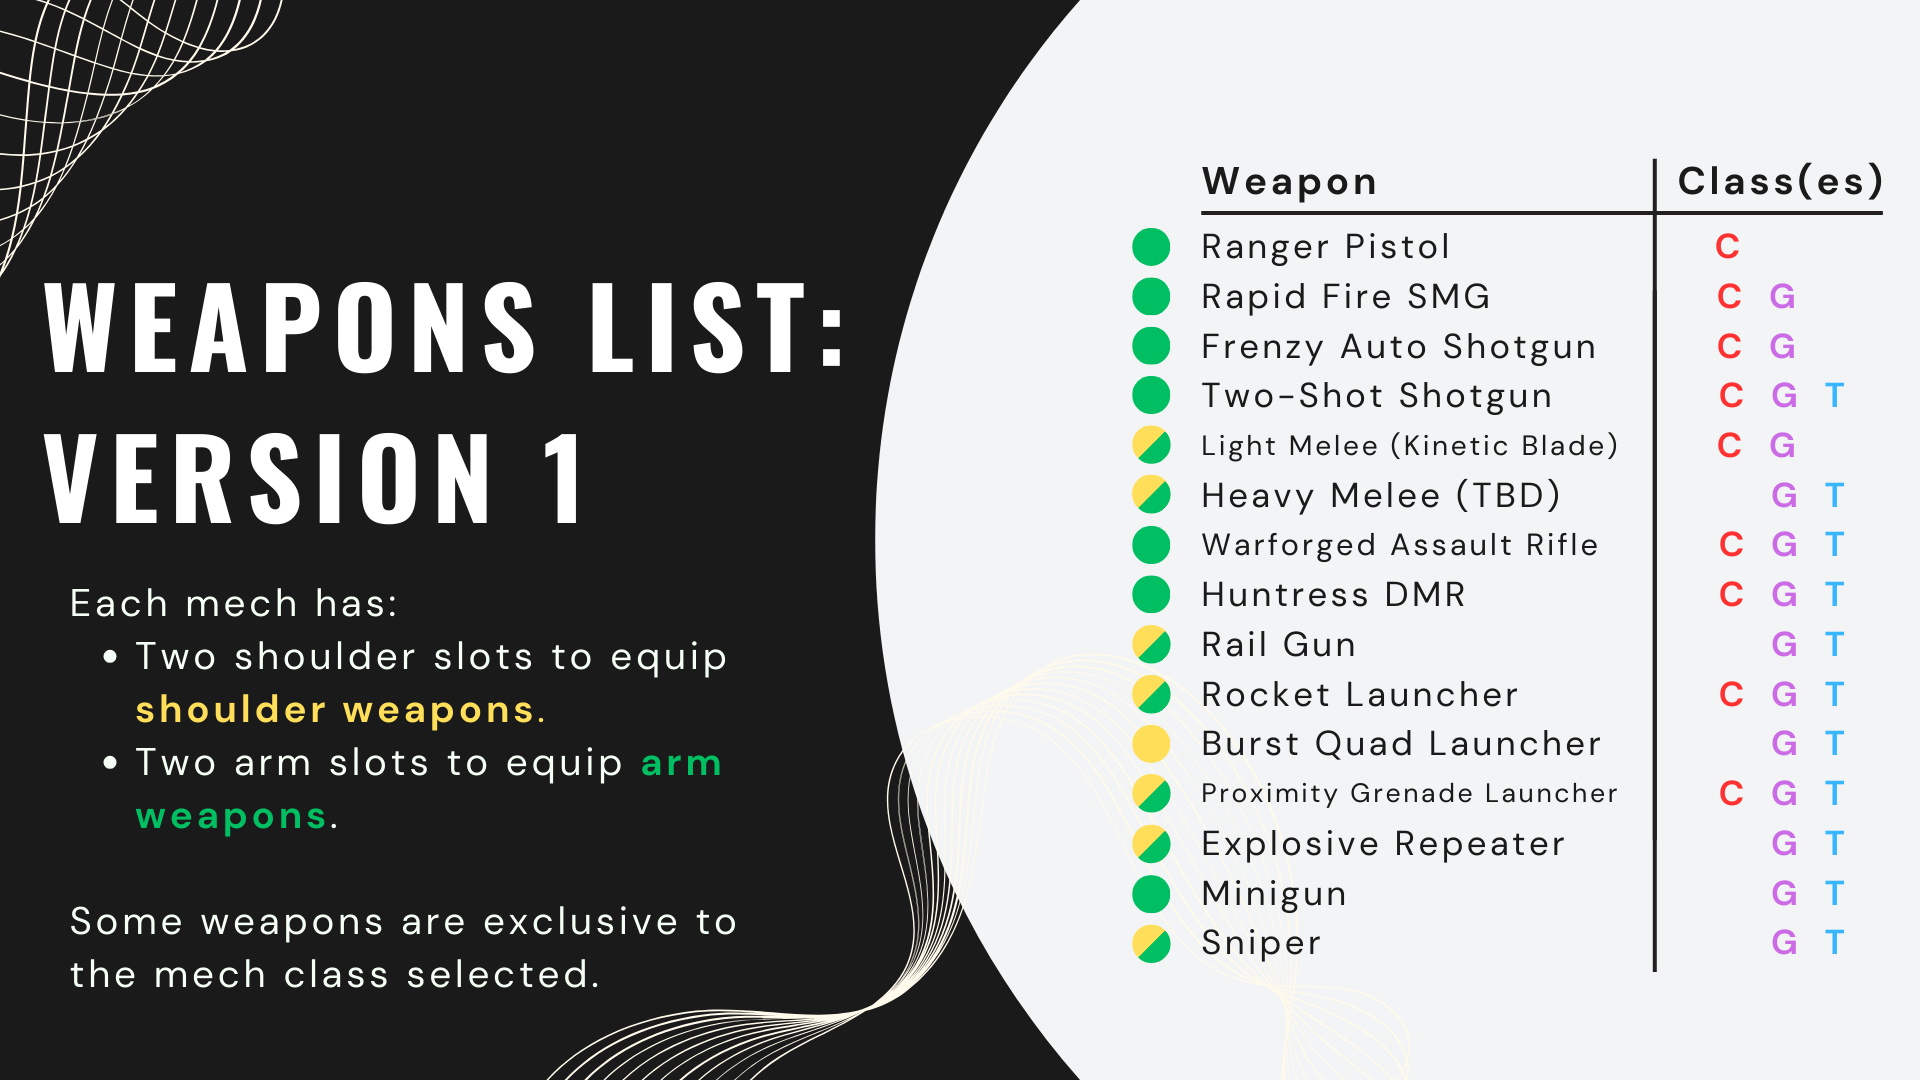 WEAPONS LIST:
VERSION 1
Each mech has:
• Two shoulder slots to equip
shoulder weapons.
• Two arm slots to equip arm
weapons.
Some weapons are exclusive to
the mech class selected.
Weapon Class(es)
Ranger Pistol C
Rapid Fire SMG C G
Frenzy Auto Shotgun C G
Two-Shot Shotgun C G T
Light Melee (Kinetic Blade) C G
Heavy Melee (TBD) G T
Warforged Assault Rifle C G T
Huntress DMR C G T
Rail Gun G T
Rocket Launcher C G T
Burst Quad Launcher G T
Proximity Grenade Launcher C G T
Explosive Repeater G T
Minigun G T
Sniper G T